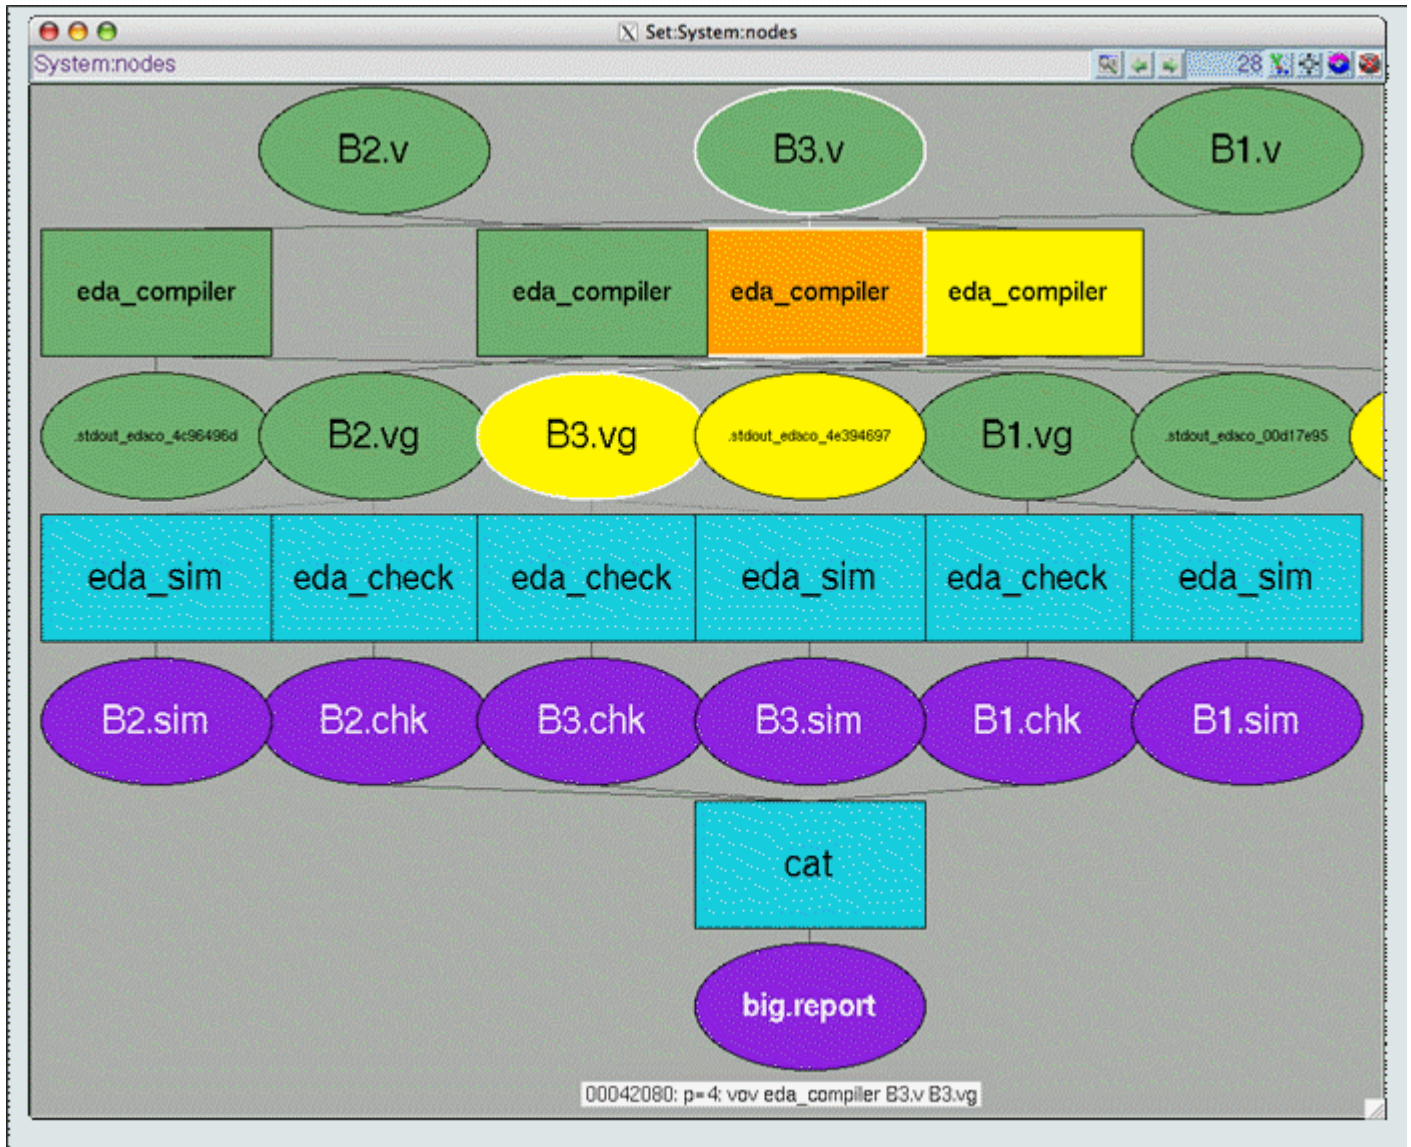 Set:System:nodes
System:nodes
28
B2.v B3.v B1.v
eda_compiler eda_compiler eda_compiler eda_compiler
.stdout_edaco_4c96496d B2.vg B3.vg .stdout_edaco_4e394697 B1.vg .stdout_edaco_00d17e95
eda_sim eda_check eda_check eda_sim eda_check eda_sim
B2.sim B2.chk B3.chk B3.sim B1.chk B1.sim
cat
big.report
00042080: p=4: vov eda_compiler B3.v B3.vg